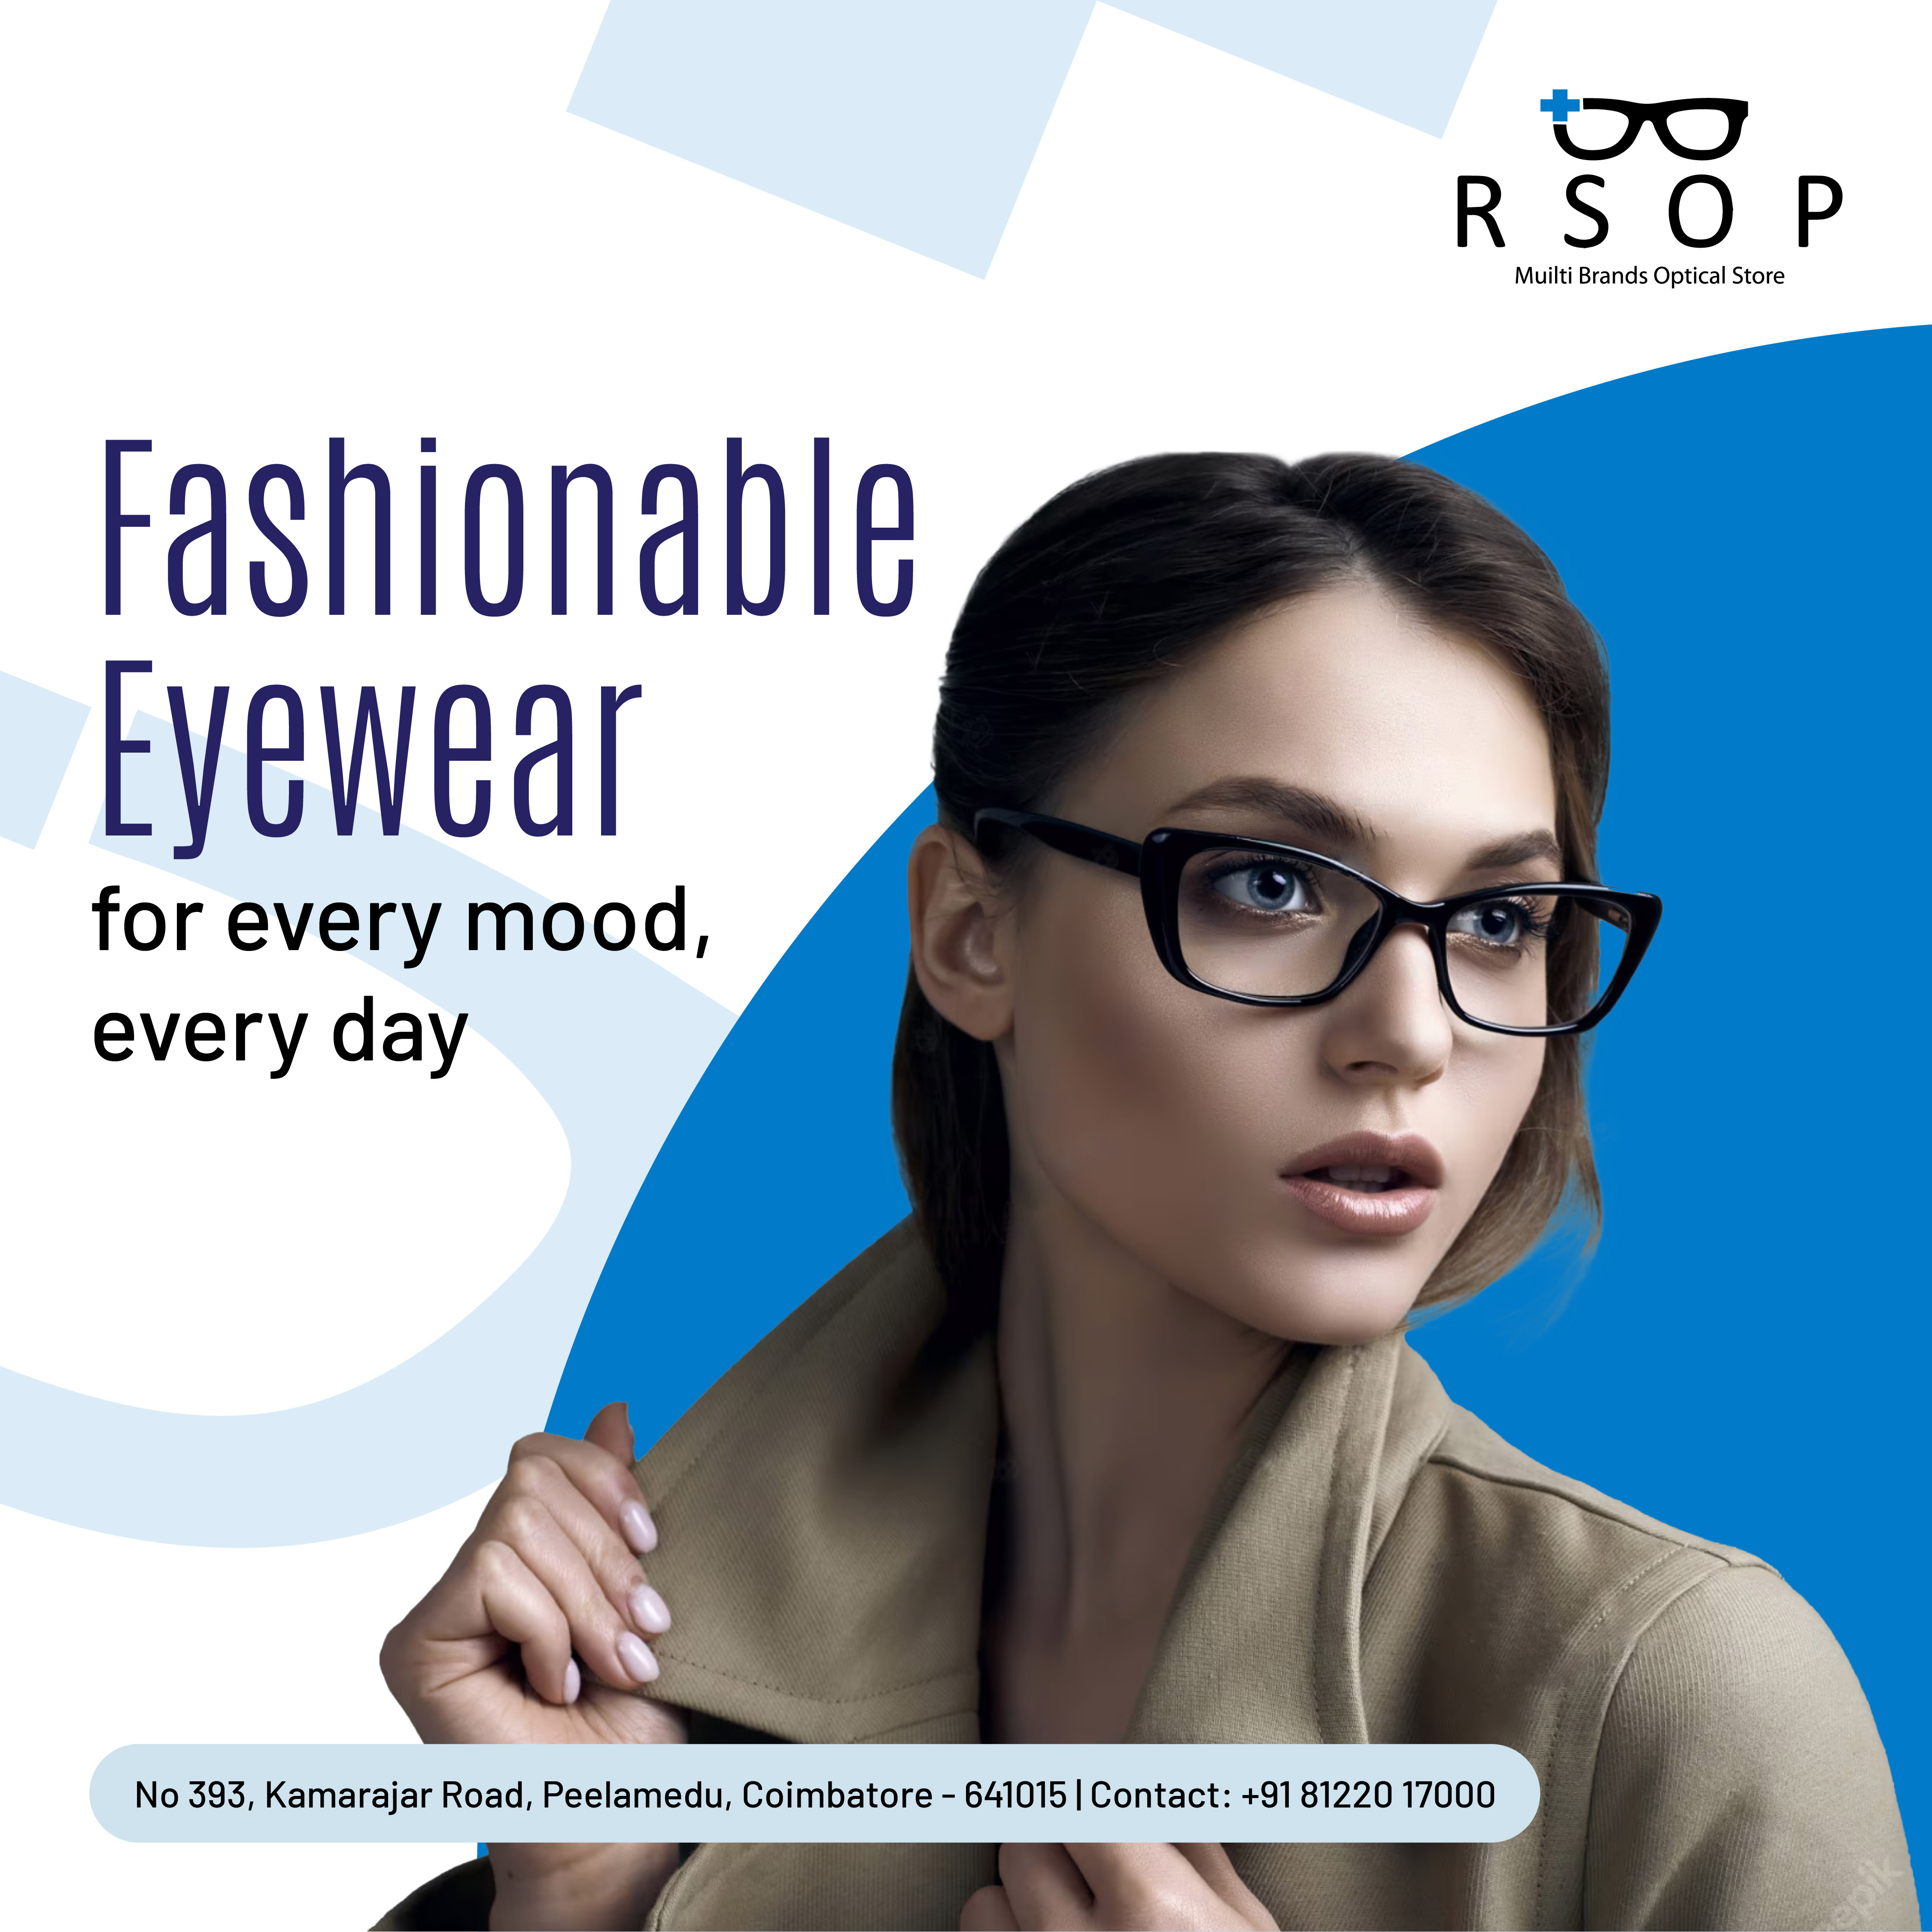 R S O P
Muilti Brands Optical Store
Fashionable
Eyewear
for every mood,
every day
No 393, Kamarajar Road, Peelamedu, Coimbatore - 641015 | Contact: +91 81220 17000